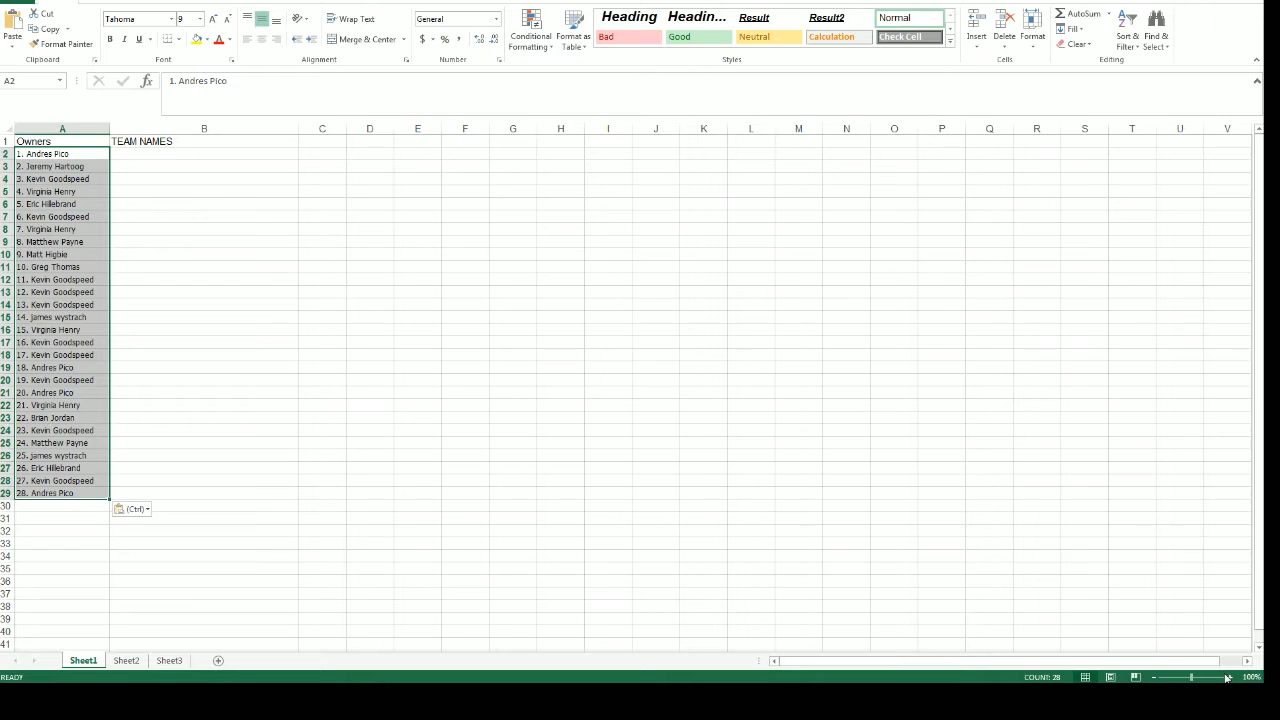 Cut
Copy
Format Painter
Paste
Clipboard
Tahoma 9
B I U
Font
Wrap Text
Merge & Center
Alignment
General
$ % ,
Number
Conditional Formatting
Format as Table
Heading Headin... Result Result2 Normal
Bad Good Neutral Calculation Check Cell
Styles
Insert Delete Format
Cells
AutoSum
Fill
Clear
Sort & Filter
Find & Select
Editing
A2 fx 1. Andres Pico
A B C D E F G H I J K L M N O P Q R S T U V
1 Owners TEAM NAMES
2 1. Andres Pico
3 2. Jeremy Hartoog
4 3. Kevin Goodspeed
5 4. Virginia Henry
6 5. Eric Hillebrand
7 6. Kevin Goodspeed
8 7. Virginia Henry
9 8. Matthew Payne
10 9. Matt Higbie
11 10. Greg Thomas
12 11. Kevin Goodspeed
13 12. Kevin Goodspeed
14 13. Kevin Goodspeed
15 14. james wystrach
16 15. Virginia Henry
17 16. Kevin Goodspeed
18 17. Kevin Goodspeed
19 18. Andres Pico
20 19. Kevin Goodspeed
21 20. Andres Pico
22 21. Virginia Henry
23 22. Brian Jordan
24 23. Kevin Goodspeed
25 24. Matthew Payne
26 25. james wystrach
27 26. Eric Hillebrand
28 27. Kevin Goodspeed
29 28. Andres Pico
30 (Ctrl)
31
32
33
34
35
36
37
38
39
40
41
Sheet1 Sheet2 Sheet3
READY COUNT: 28 100%